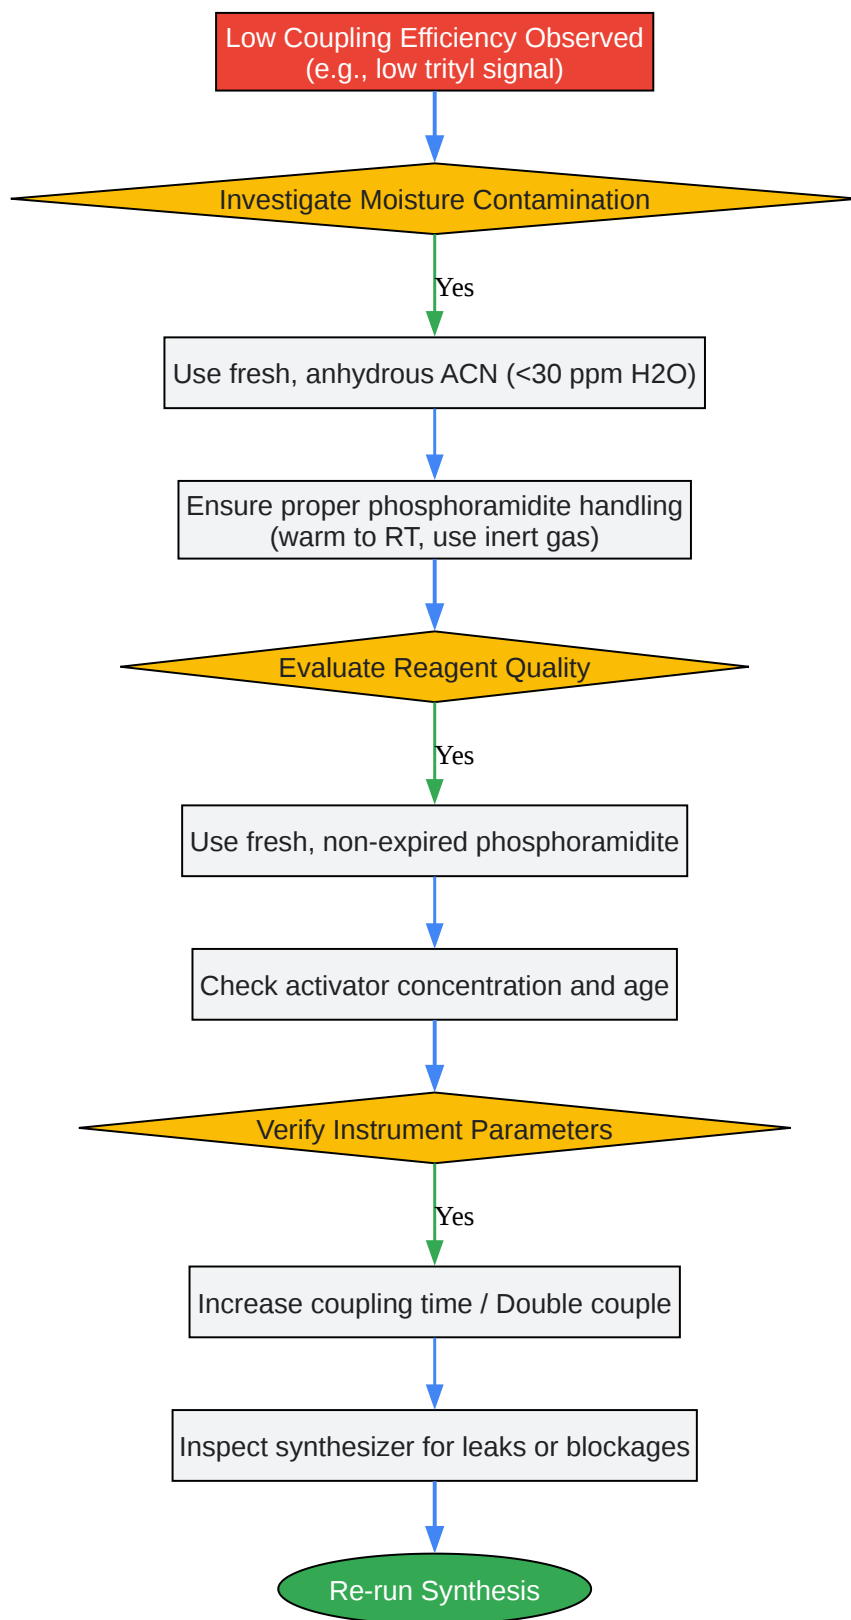 Low Coupling Efficiency Observed
(e.g., low trityl signal)
Investigate Moisture Contamination
Yes
Use fresh, anhydrous ACN (<30 ppm H2O)
Ensure proper phosphoramidite handling
(warm to RT, use inert gas)
Evaluate Reagent Quality
Yes
Use fresh, non-expired phosphoramidite
Check activator concentration and age
Verify Instrument Parameters
Yes
Increase coupling time / Double couple
Inspect synthesizer for leaks or blockages
Re-run Synthesis